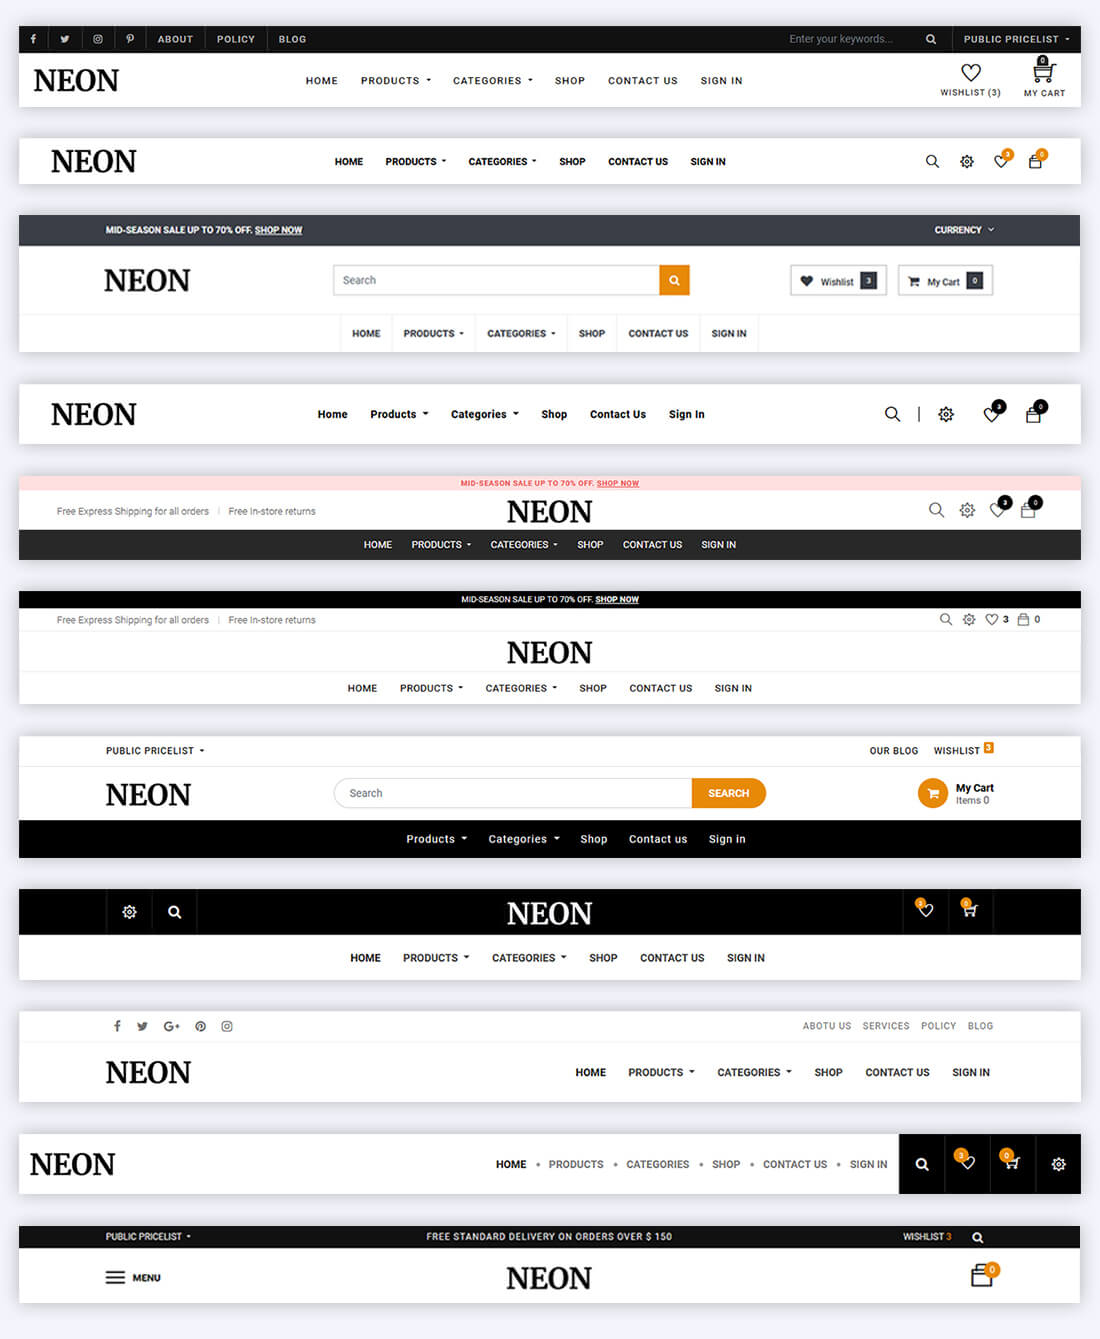 ABOUT POLICY BLOG Enter your keywords... PUBLIC PRICELIST
NEON HOME PRODUCTS CATEGORIES SHOP CONTACT US SIGN IN WISHLIST (3) 0 MY CART
NEON HOME PRODUCTS CATEGORIES SHOP CONTACT US SIGN IN 3 0
MID-SEASON SALE UP TO 70% OFF. SHOP NOW CURRENCY
NEON Search Wishlist 3 My Cart 0
HOME PRODUCTS CATEGORIES SHOP CONTACT US SIGN IN
NEON Home Products Categories Shop Contact Us Sign In 3 0
MID-SEASON SALE UP TO 70% OFF. SHOP NOW
Free Express Shipping for all orders | Free In-store returns NEON 3 0
HOME PRODUCTS CATEGORIES SHOP CONTACT US SIGN IN
MID-SEASON SALE UP TO 70% OFF. SHOP NOW
Free Express Shipping for all orders | Free In-store returns 3 0
NEON
HOME PRODUCTS CATEGORIES SHOP CONTACT US SIGN IN
PUBLIC PRICELIST OUR BLOG WISHLIST 3
NEON Search SEARCH My Cart
Items 0
Products Categories Shop Contact us Sign in
NEON 3 0
HOME PRODUCTS CATEGORIES SHOP CONTACT US SIGN IN
ABOTU US SERVICES POLICY BLOG
NEON HOME PRODUCTS CATEGORIES SHOP CONTACT US SIGN IN
NEON HOME • PRODUCTS • CATEGORIES • SHOP • CONTACT US • SIGN IN 3 0
PUBLIC PRICELIST FREE STANDARD DELIVERY ON ORDERS OVER $ 150 WISHLIST 3
MENU NEON 0